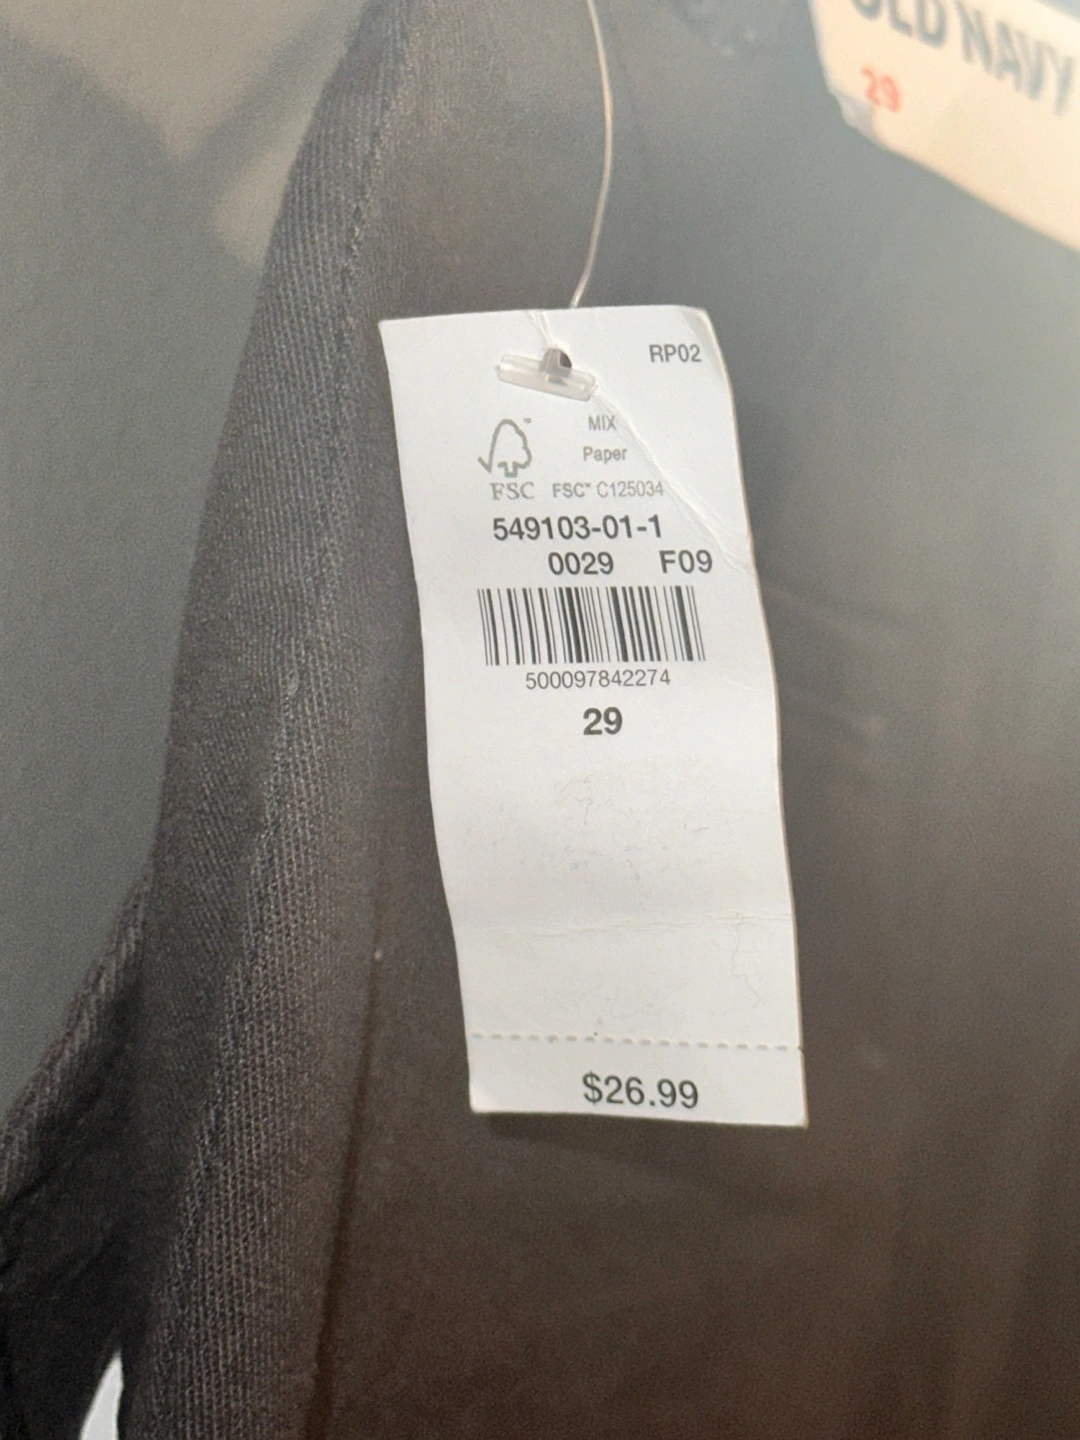 OLD NAVY
29
RP02
MIX
Paper
FSC FSC™ C125034
549103-01-1
0029 F09
500097842274
29
$26.99